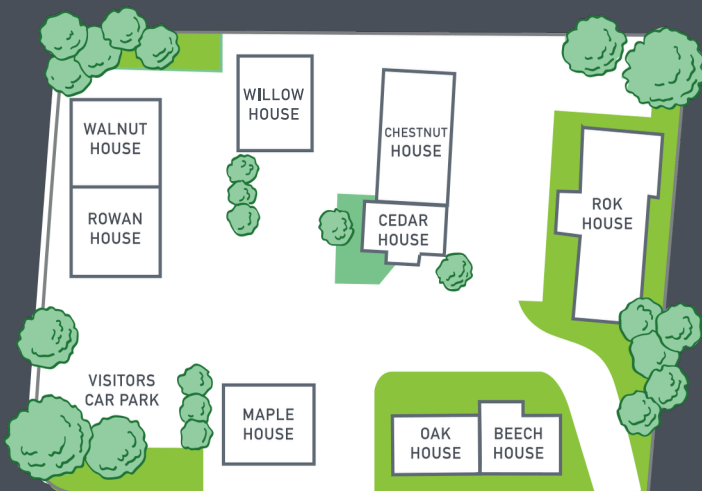 WILLOW
HOUSE
WALNUT
HOUSE
CHESTNUT
HOUSE
ROWAN
HOUSE
CEDAR
HOUSE
ROK
HOUSE
VISITORS
CAR PARK
MAPLE
HOUSE
OAK
HOUSE
BEECH
HOUSE